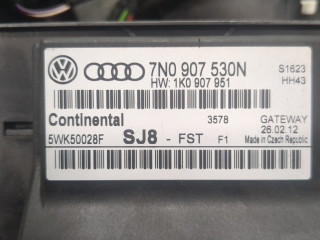 7N0 907 530N S1623
HW: 1K0 907 951 HH43
Continental 3578 GATEWAY
26.02.12
5WK50028F SJ8 - FST F1 Made in Czech Republic